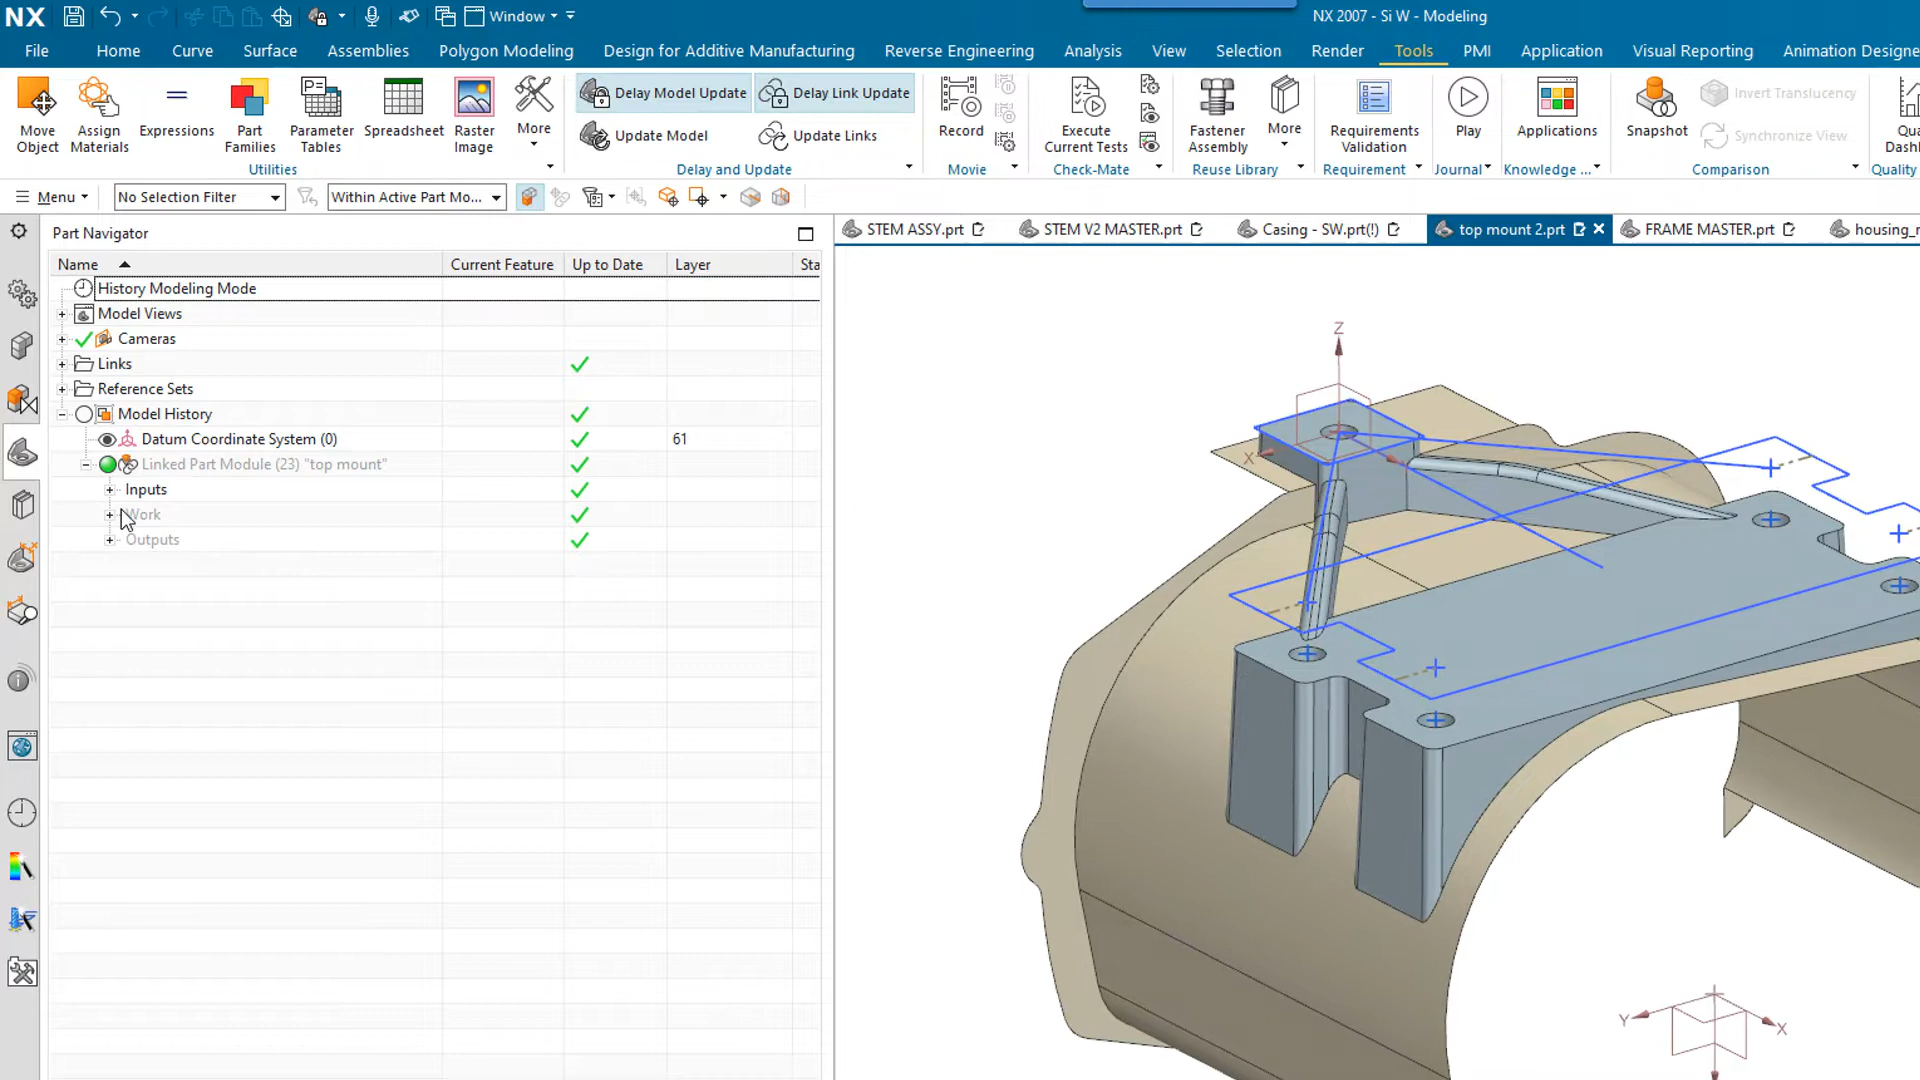 NX
Window
NX 2007 - Si W - Modeling
File Home Curve Surface Assemblies Polygon Modeling Design for Additive Manufacturing Reverse Engineering Analysis View Selection Render Tools PMI Application Visual Reporting Animation Designe
Move Object
Assign Materials
Expressions
Part Families
Parameter Tables
Spreadsheet
Raster Image
More
Utilities
Delay Model Update
Delay Link Update
Update Model
Update Links
Delay and Update
Record
Movie
Execute Current Tests
Check-Mate
Fastener Assembly
More
Reuse Library
Requirements Validation
Requirement
Play
Journal
Applications
Knowledge ...
Snapshot
Invert Translucency
Synchronize View
Comparison
Qua
Dash
Quality
Menu
No Selection Filter
Within Active Part Mo...
Part Navigator
STEM ASSY.prt
STEM V2 MASTER.prt
Casing - SW.prt(!)
top mount 2.prt
FRAME MASTER.prt
housing_r
Name Current Feature Up to Date Layer Sta
History Modeling Mode
Model Views
Cameras
Links
Reference Sets
Model History
Datum Coordinate System (0) 61
Linked Part Module (23) "top mount"
Inputs
Work
Outputs
Z
X
Y
X